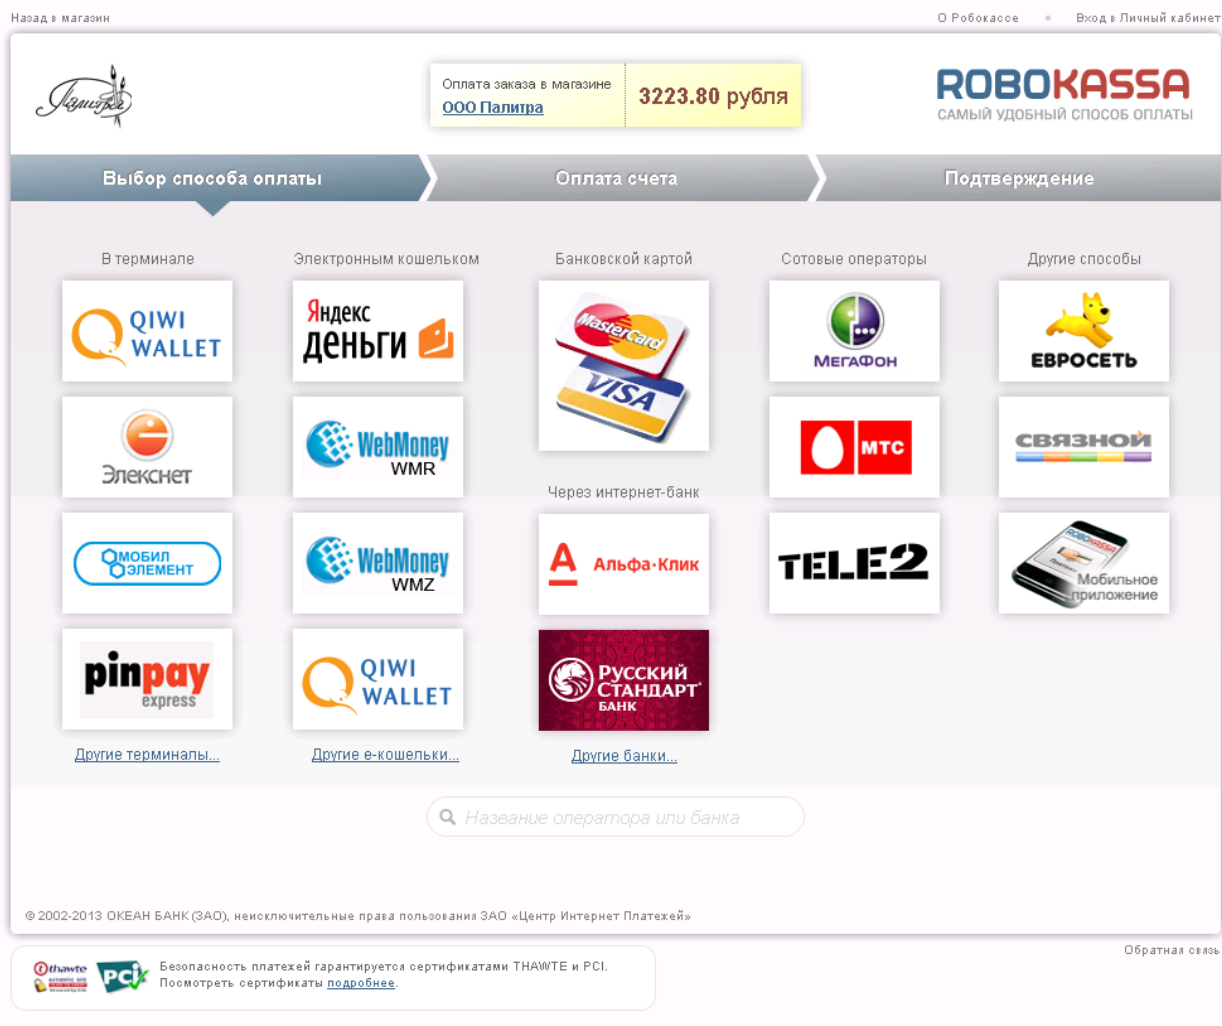 Назад в магазин
О Робокассе
Вход в Личный кабинет
Палитра
Оплата заказа в магазине
ООО Палитра
3223.80 рубля
ROBOKASSA
САМЫЙ УДОБНЫЙ СПОСОБ ОПЛАТЫ
Выбор способа оплаты
Оплата счета
Подтверждение
В терминале
QIWI
WALLET
Элекснет
МОБИЛ
ЭЛЕМЕНТ
pinpay
express
Другие терминалы...
Электронным кошельком
Яндекс
деньги
WebMoney
WMR
WebMoney
WMZ
QIWI
WALLET
Другие е-кошельки...
Банковской картой
MasterCard
VISA
Через интернет-банк
А
Альфа·Клик
РУССКИЙ
СТАНДАРТ
БАНК
Другие банки...
Сотовые операторы
МЕГАФОН
МТС
TELE2
Другие способы
ЕВРОСЕТЬ
СВЯЗНОЙ
ROBOKASSA
Мобильное
приложение
Название оператора или банка
© 2002-2013 ОКЕАН БАНК (ЗАО), неисключительные права пользования ЗАО «Центр Интернет Платежей»
Обратная связь
thawte
PCI
Безопасность платежей гарантируется сертификатами THAWTE и PCI.
Посмотреть сертификаты подробнее.